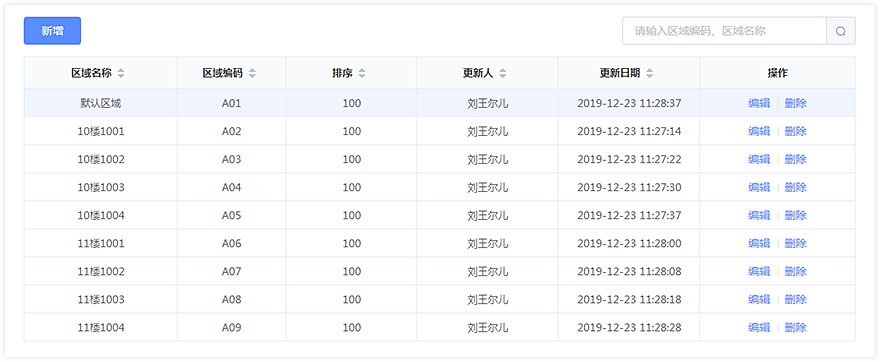 新增 请输入区域编码、区域名称
区域名称 区域编码 排序 更新人 更新日期 操作
默认区域 A01 100 刘王尔儿 2019-12-23 11:28:37 编辑 删除
10楼1001 A02 100 刘王尔儿 2019-12-23 11:27:14 编辑 删除
10楼1002 A03 100 刘王尔儿 2019-12-23 11:27:22 编辑 删除
10楼1003 A04 100 刘王尔儿 2019-12-23 11:27:30 编辑 删除
10楼1004 A05 100 刘王尔儿 2019-12-23 11:27:37 编辑 删除
11楼1001 A06 100 刘王尔儿 2019-12-23 11:28:00 编辑 删除
11楼1002 A07 100 刘王尔儿 2019-12-23 11:28:08 编辑 删除
11楼1003 A08 100 刘王尔儿 2019-12-23 11:28:18 编辑 删除
11楼1004 A09 100 刘王尔儿 2019-12-23 11:28:28 编辑 删除